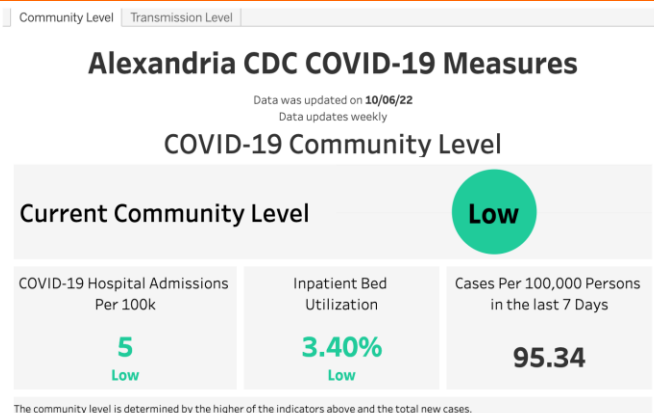 Community Level
Transmission Level
Alexandria CDC COVID-19 Measures
Data was updated on 10/06/22
Data updates weekly
COVID-19 Community Level
Current Community Level
Low
COVID-19 Hospital Admissions
Per 100k
5
Low
Inpatient Bed
Utilization
3.40%
Low
Cases Per 100,000 Persons
in the last 7 Days
95.34
The community level is determined by the higher of the indicators above and the total new cases.